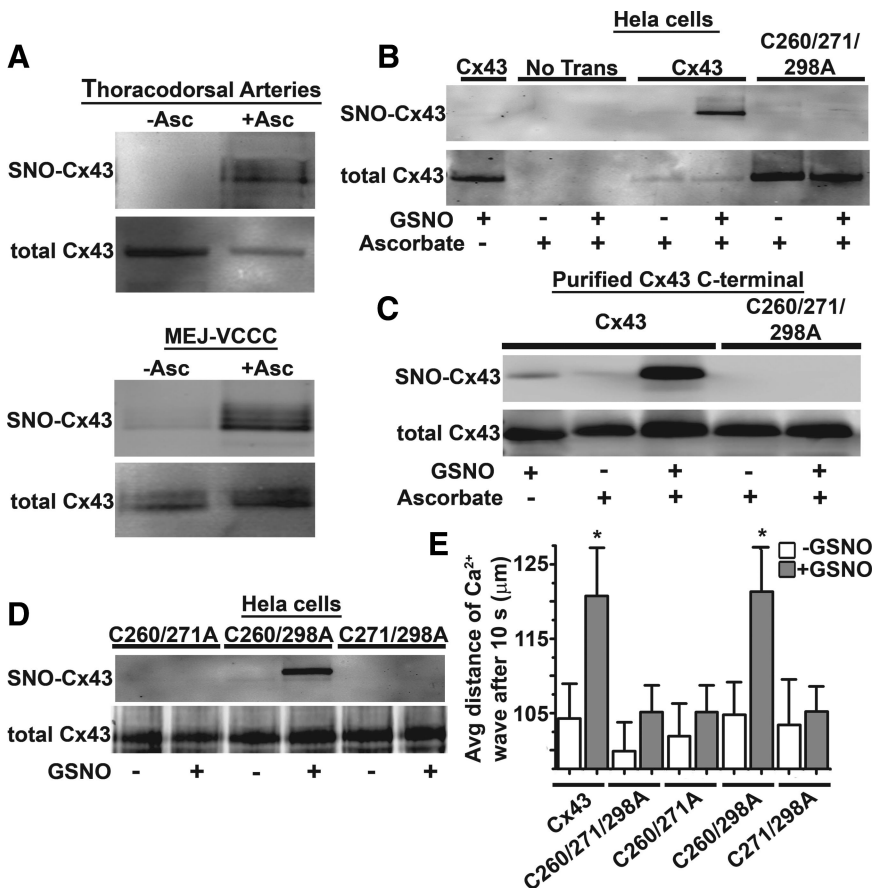 A
Thoracodorsal Arteries
-Asc +Asc
SNO-Cx43
total Cx43
MEJ-VCCC
-Asc +Asc
SNO-Cx43
total Cx43
B
Hela cells
Cx43 No Trans Cx43 C260/271/
298A
SNO-Cx43
total Cx43
GSNO + - + - + - +
Ascorbate - + + + + + +
C
Purified Cx43 C-terminal
Cx43 C260/271/
298A
SNO-Cx43
total Cx43
GSNO + - + - +
Ascorbate - + + + +
D
Hela cells
C260/271A C260/298A C271/298A
SNO-Cx43
total Cx43
GSNO - + - + - +
E
Avg distance of Ca²⁺
wave after 10 s (μm)
125
115
105
* *
-GSNO
+GSNO
Cx43
C260/271/298A
C260/271A
C260/298A
C271/298A